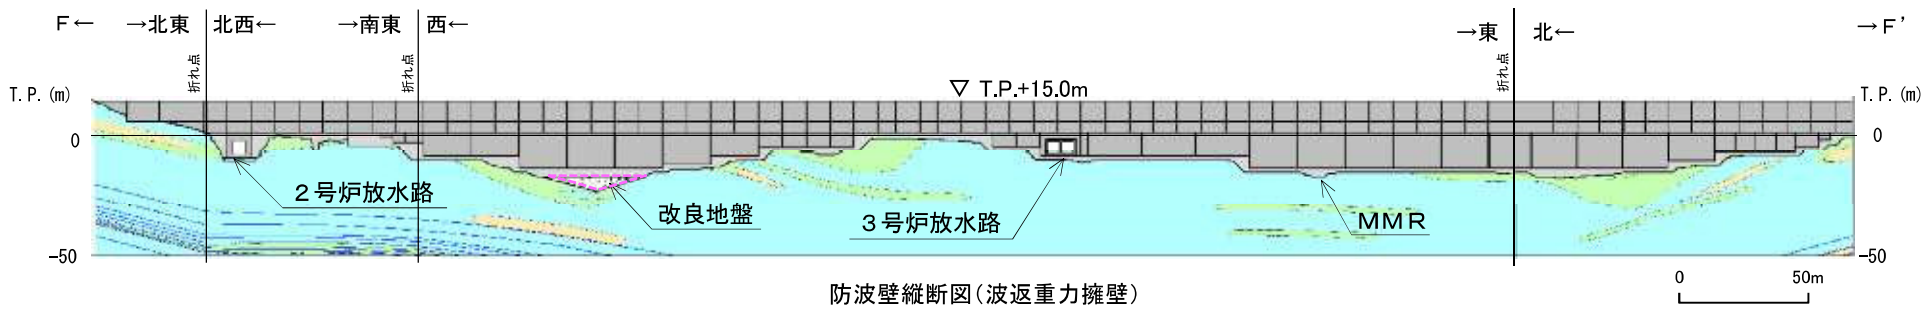 F← →北東 北西← →南東 西← →東 北← →F'
折れ点 折れ点 折れ点
T.P.(m) ▽ T.P.+15.0m T.P.(m)
0 0
2号炉放水路 改良地盤 3号炉放水路 MMR
-50 -50
防波壁縦断図(波返重力擁壁)
0 50m